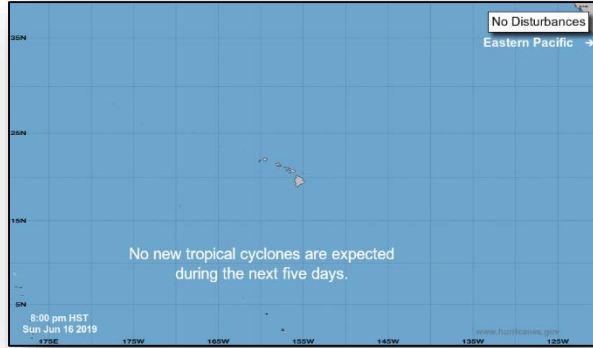 No Disturbances
Eastern Pacific →
35N
25N
15N
No new tropical cyclones are expected
during the next five days.
5N
8:00 pm HST
Sun Jun 16 2019
www.hurricanes.gov
175E 175W 165W 155W 145W 135W 125W